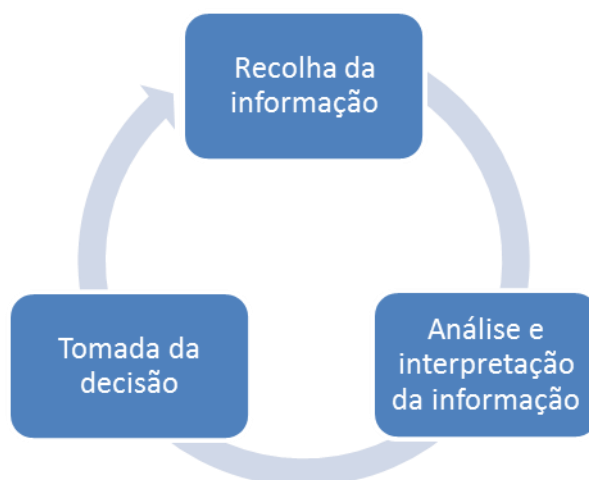 Recolha da
informação
Análise e
interpretação
da informação
Tomada da
decisão